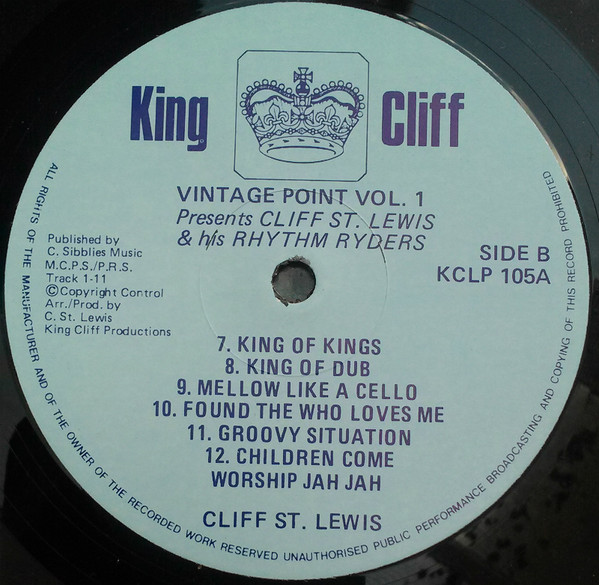 King Cliff
VINTAGE POINT VOL. 1
Presents CLIFF ST. LEWIS
& his RHYTHM RYDERS
Published by
C. Sibblies Music
M.C.P.S./P.R.S.
Track 1-11
©Copyright Control
Arr./Prod. by
C. St. Lewis
King Cliff Productions
SIDE B
KCLP 105A
7. KING OF KINGS
8. KING OF DUB
9. MELLOW LIKE A CELLO
10. FOUND THE WHO LOVES ME
11. GROOVY SITUATION
12. CHILDREN COME
WORSHIP JAH JAH
CLIFF ST. LEWIS
ALL RIGHTS OF THE MANUFACTURER AND OF THE OWNER OF THE RECORDED WORK RESERVED UNAUTHORISED PUBLIC PERFORMANCE BROADCASTING AND COPYING OF THIS RECORD PROHIBITED